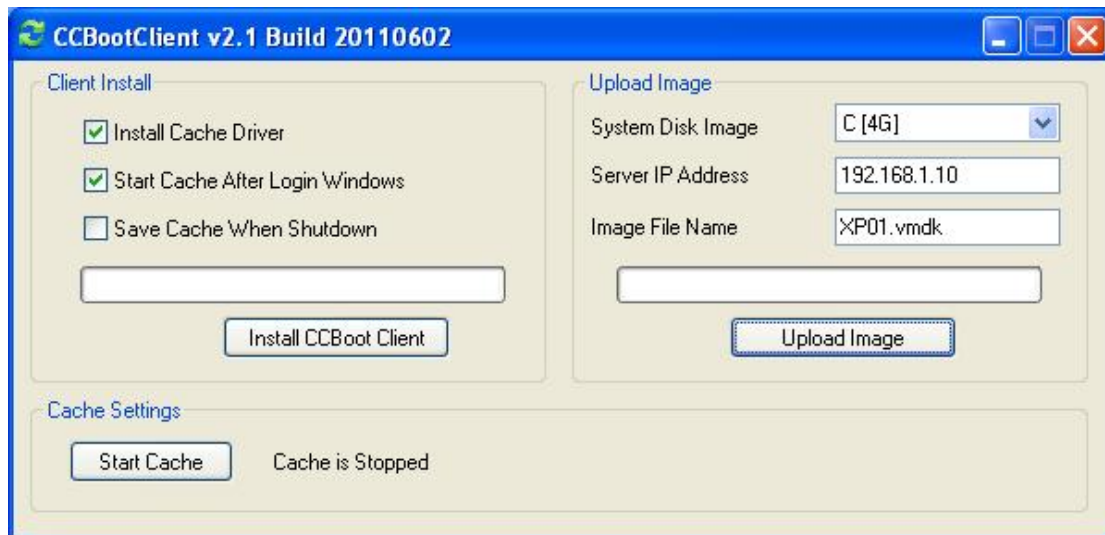 CCBootClient v2.1 Build 20110602
Client Install
Install Cache Driver
Start Cache After Login Windows
Save Cache When Shutdown
Install CCBoot Client
Upload Image
System Disk Image
C [4G]
Server IP Address
192.168.1.10
Image File Name
XP01.vmdk
Upload Image
Cache Settings
Start Cache
Cache is Stopped